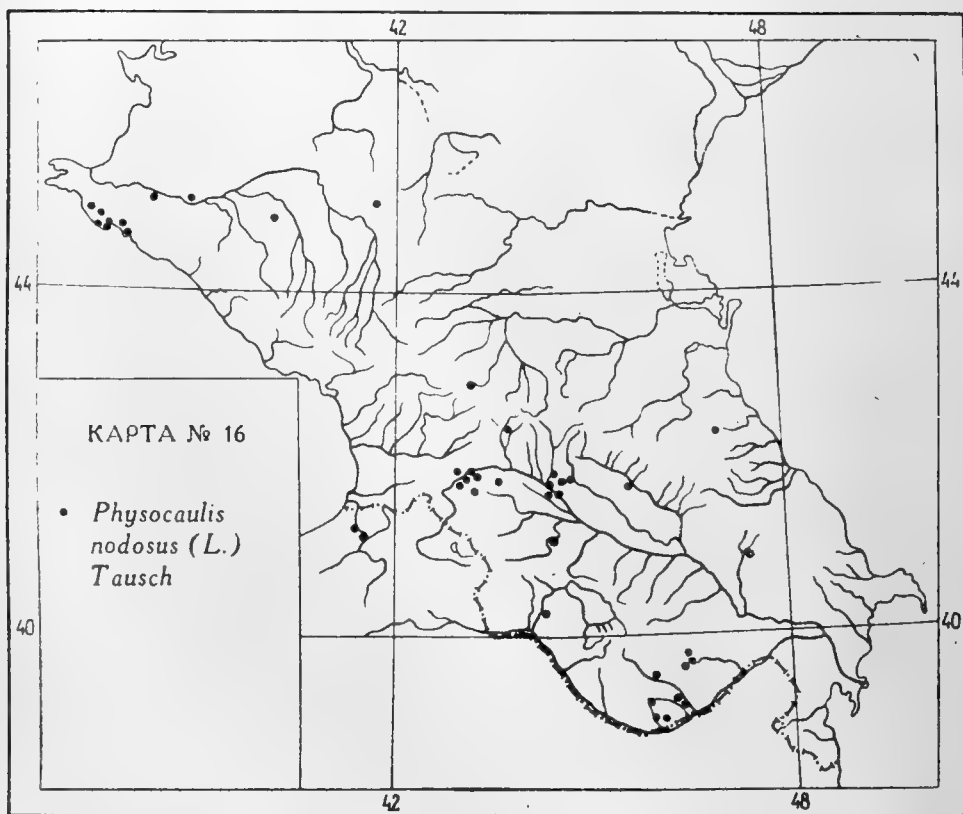 42 48
44 44
КАРТА № 16
• Physocaulis
nodosus (L.)
Tausch
40 40
42 48